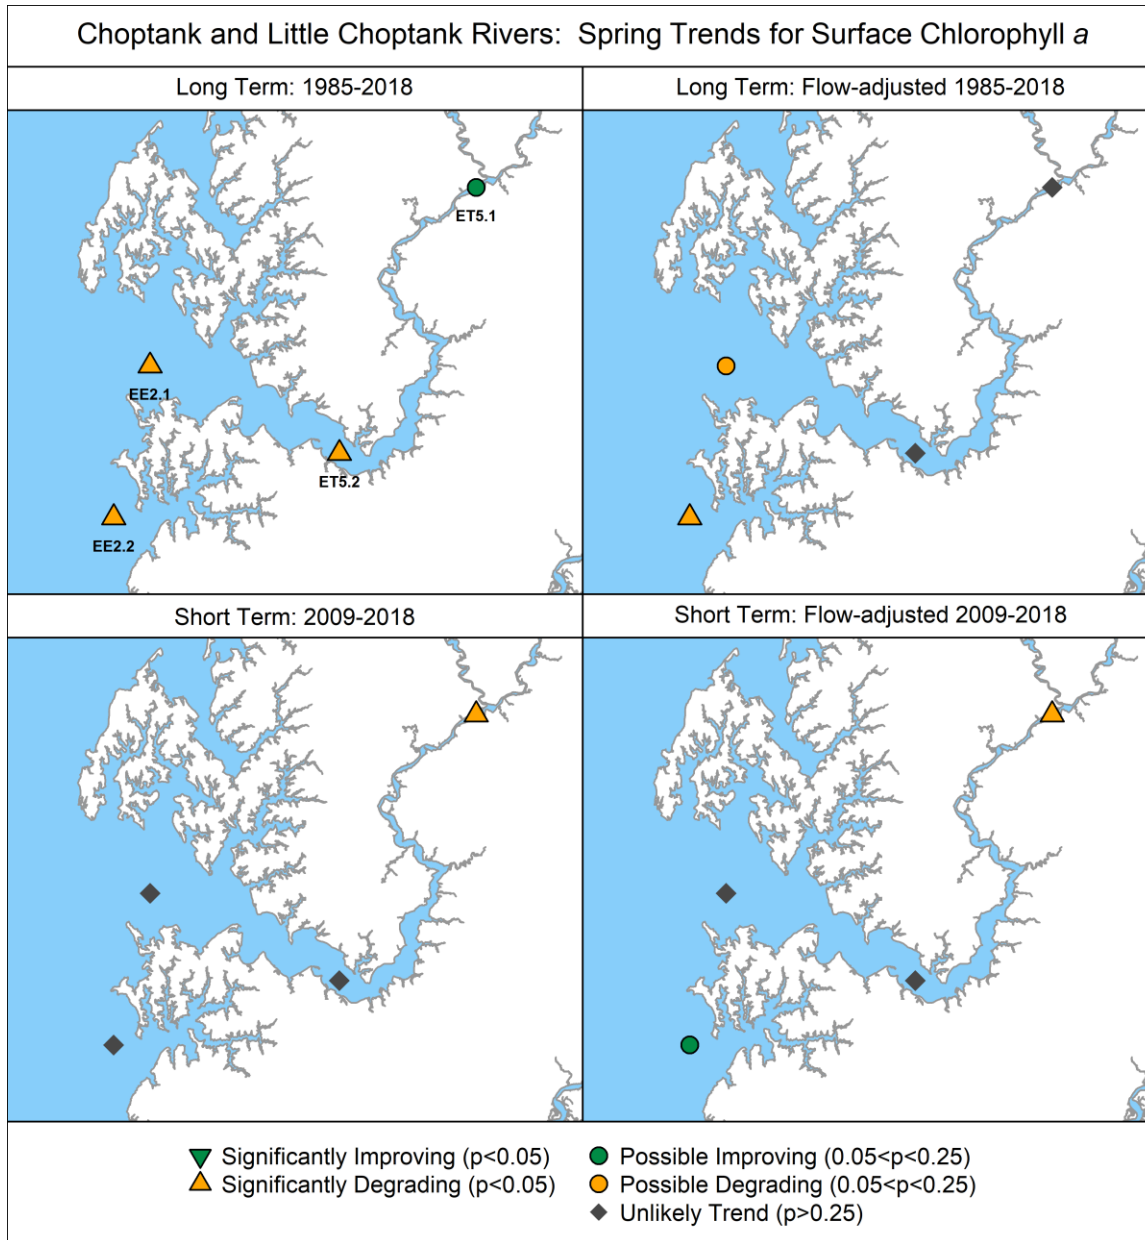 Choptank and Little Choptank Rivers:  Spring Trends for Surface Chlorophyll a
Long Term: 1985-2018
Long Term: Flow-adjusted 1985-2018
ET5.1
EE2.1
ET5.2
EE2.2
Short Term: 2009-2018
Short Term: Flow-adjusted 2009-2018
Significantly Improving (p<0.05)
Significantly Degrading (p<0.05)
Possible Improving (0.05<p<0.25)
Possible Degrading (0.05<p<0.25)
Unlikely Trend (p>0.25)